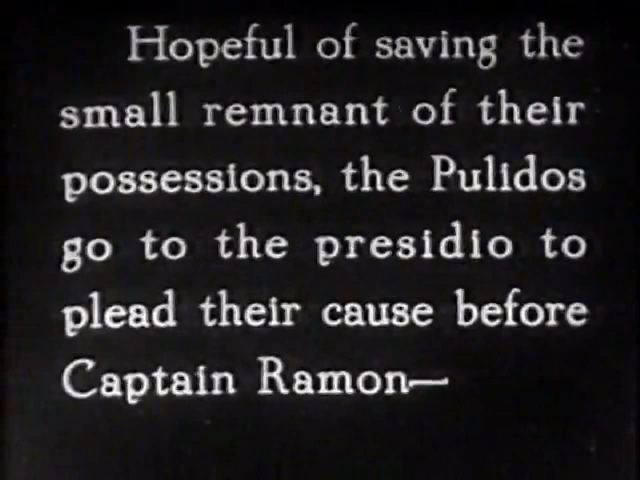 Hopeful of saving the
small remnant of their
possessions, the Pulidos
go to the presidio to
plead their cause before
Captain Ramon—